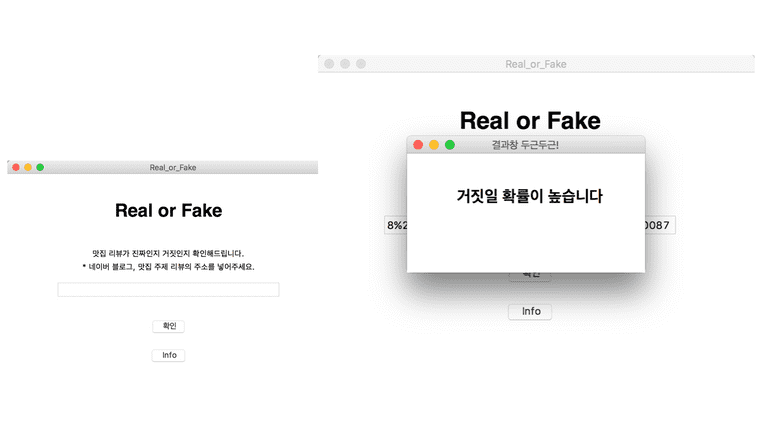 Real_or_Fake
Real or Fake
맛집 리뷰가 진짜인지 거짓인지 확인해드립니다.
* 네이버 블로그, 맛집 주제 리뷰의 주소를 넣어주세요.
확인
Info
Real_or_Fake
Real or Fake
결과창 두근두근!
거짓일 확률이 높습니다
8%2
0087
확인
Info